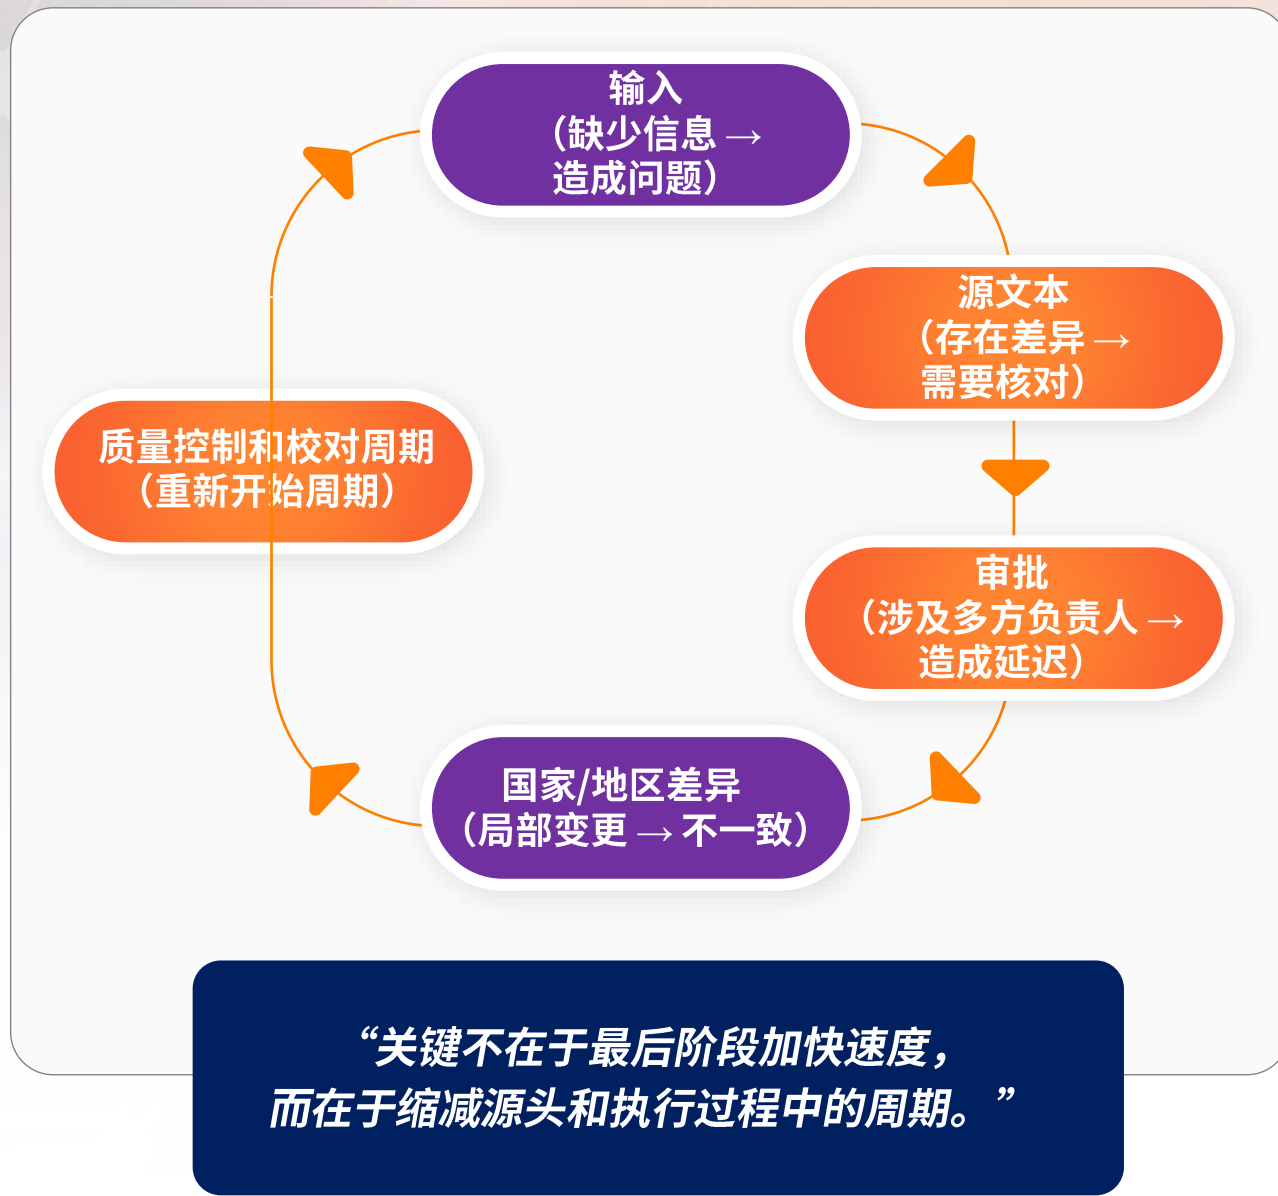 输入
（缺少信息 →
造成问题）
源文本
（存在差异 →
需要核对）
审批
（涉及多方负责人 →
造成延迟）
国家/地区差异
（局部变更 → 不一致）
质量控制和校对周期
（重新开始周期）
“关键不在于最后阶段加快速度，
而在于缩减源头和执行过程中的周期。”